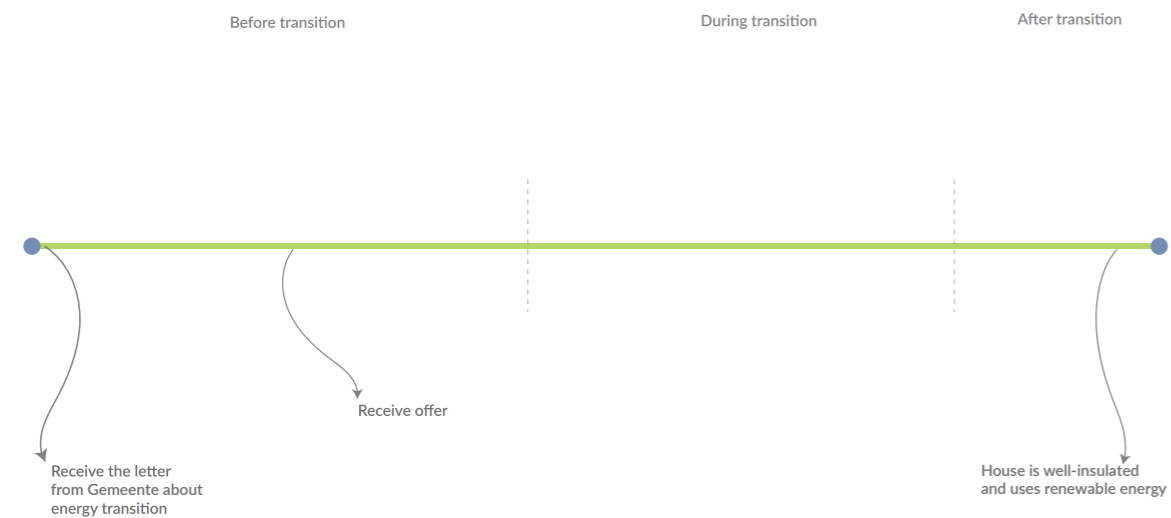 Before transition
During transition
After transition
Receive offer
Receive the letter
from Gemeente about
energy transition
House is well-insulated
and uses renewable energy